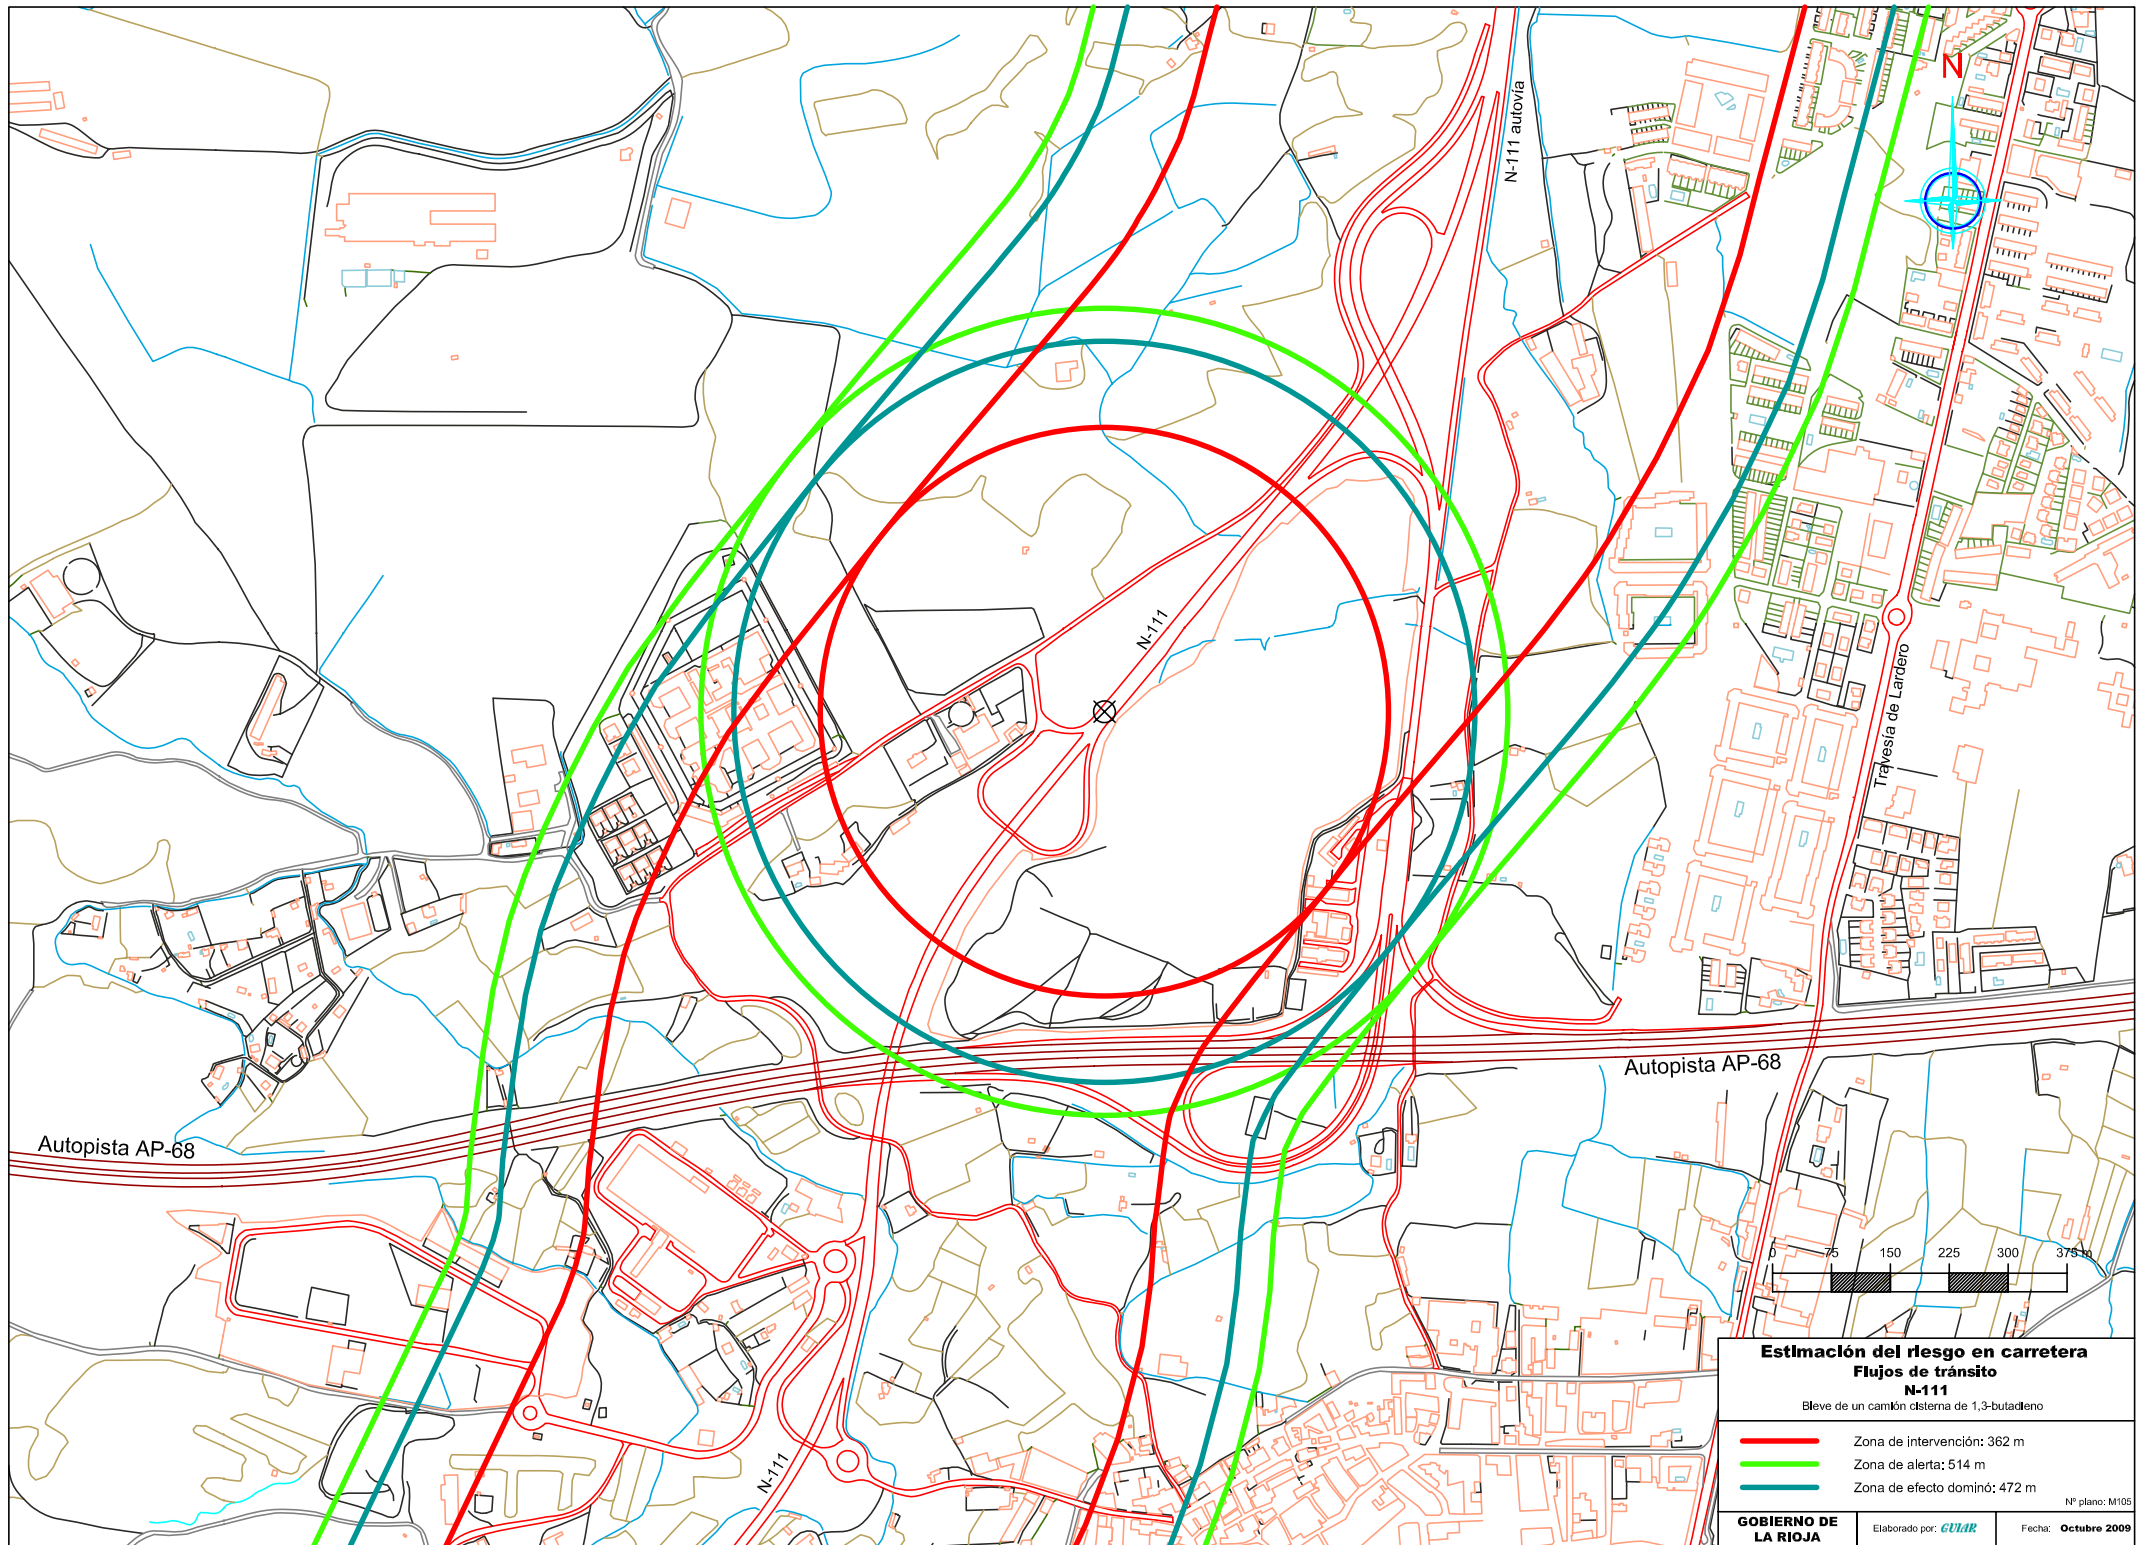 N
N-111 autovía
N-111
Travesía de Lardero
Autopista AP-68
Autopista AP-68
N-111
0 75 150 225 300 375 m
Estimación del riesgo en carretera
Flujos de tránsito
N-111
Bleve de un camión cisterna de 1,3-butadieno
Zona de intervención: 362 m
Zona de alerta: 514 m
Zona de efecto dominó: 472 m
Nº plano: M105
GOBIERNO DE
LA RIOJA
Elaborado por: GUIAR
Fecha: Octubre 2009